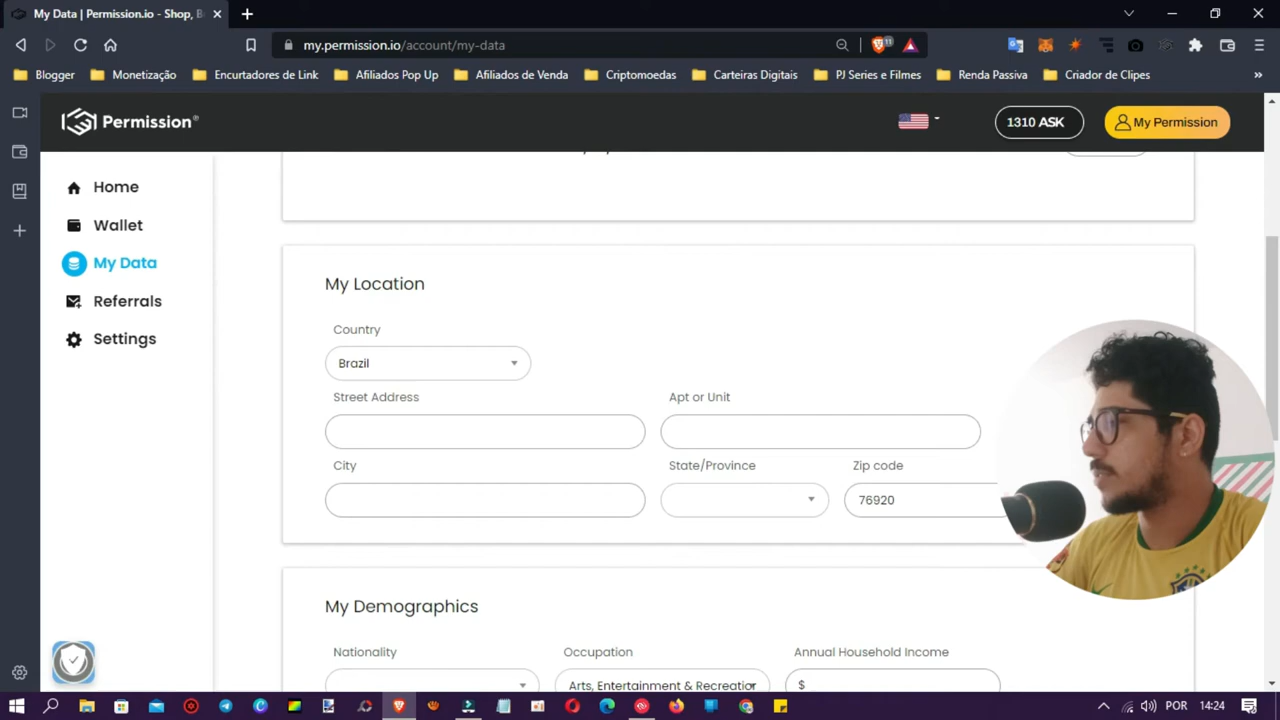 My Data | Permission.io - Shop, B
my.permission.io/account/my-data
11
Blogger Monetização Encurtadores de Link Afiliados Pop Up Afiliados de Venda Criptomoedas Carteiras Digitais PJ Series e Filmes Renda Passiva Criador de Clipes »
Permission®
1310 ASK
My Permission
Home
Wallet
My Data
Referrals
Settings
My Location
Country
Brazil
Street Address Apt or Unit
City State/Province Zip code
76920
My Demographics
Nationality Occupation Annual Household Income
Arts, Entertainment & Recreation $
POR 14:24